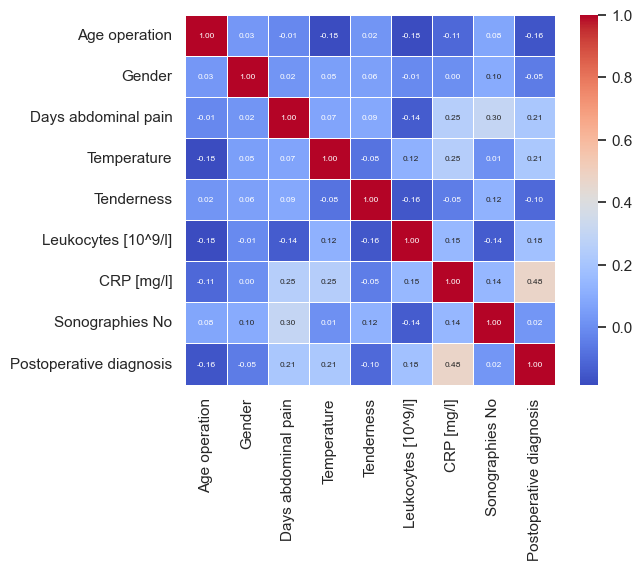 Age operation 1.00 0.03 -0.01 -0.18 0.02 -0.18 -0.11 0.08 -0.16
Gender 0.03 1.00 0.02 0.05 0.06 -0.01 0.00 0.10 -0.05
Days abdominal pain -0.01 0.02 1.00 0.07 0.09 -0.14 0.25 0.30 0.21
Temperature -0.18 0.05 0.07 1.00 -0.08 0.12 0.25 0.01 0.21
Tenderness 0.02 0.06 0.09 -0.08 1.00 -0.16 -0.05 0.12 -0.10
Leukocytes [10^9/l] -0.18 -0.01 -0.14 0.12 -0.16 1.00 0.15 -0.14 0.18
CRP [mg/l] -0.11 0.00 0.25 0.25 -0.05 0.15 1.00 0.14 0.48
Sonographies No 0.08 0.10 0.30 0.01 0.12 -0.14 0.14 1.00 0.02
Postoperative diagnosis -0.16 -0.05 0.21 0.21 -0.10 0.18 0.48 0.02 1.00
Age operation
Gender
Days abdominal pain
Temperature
Tenderness
Leukocytes [10^9/l]
CRP [mg/l]
Sonographies No
Postoperative diagnosis
1.0
0.8
0.6
0.4
0.2
0.0